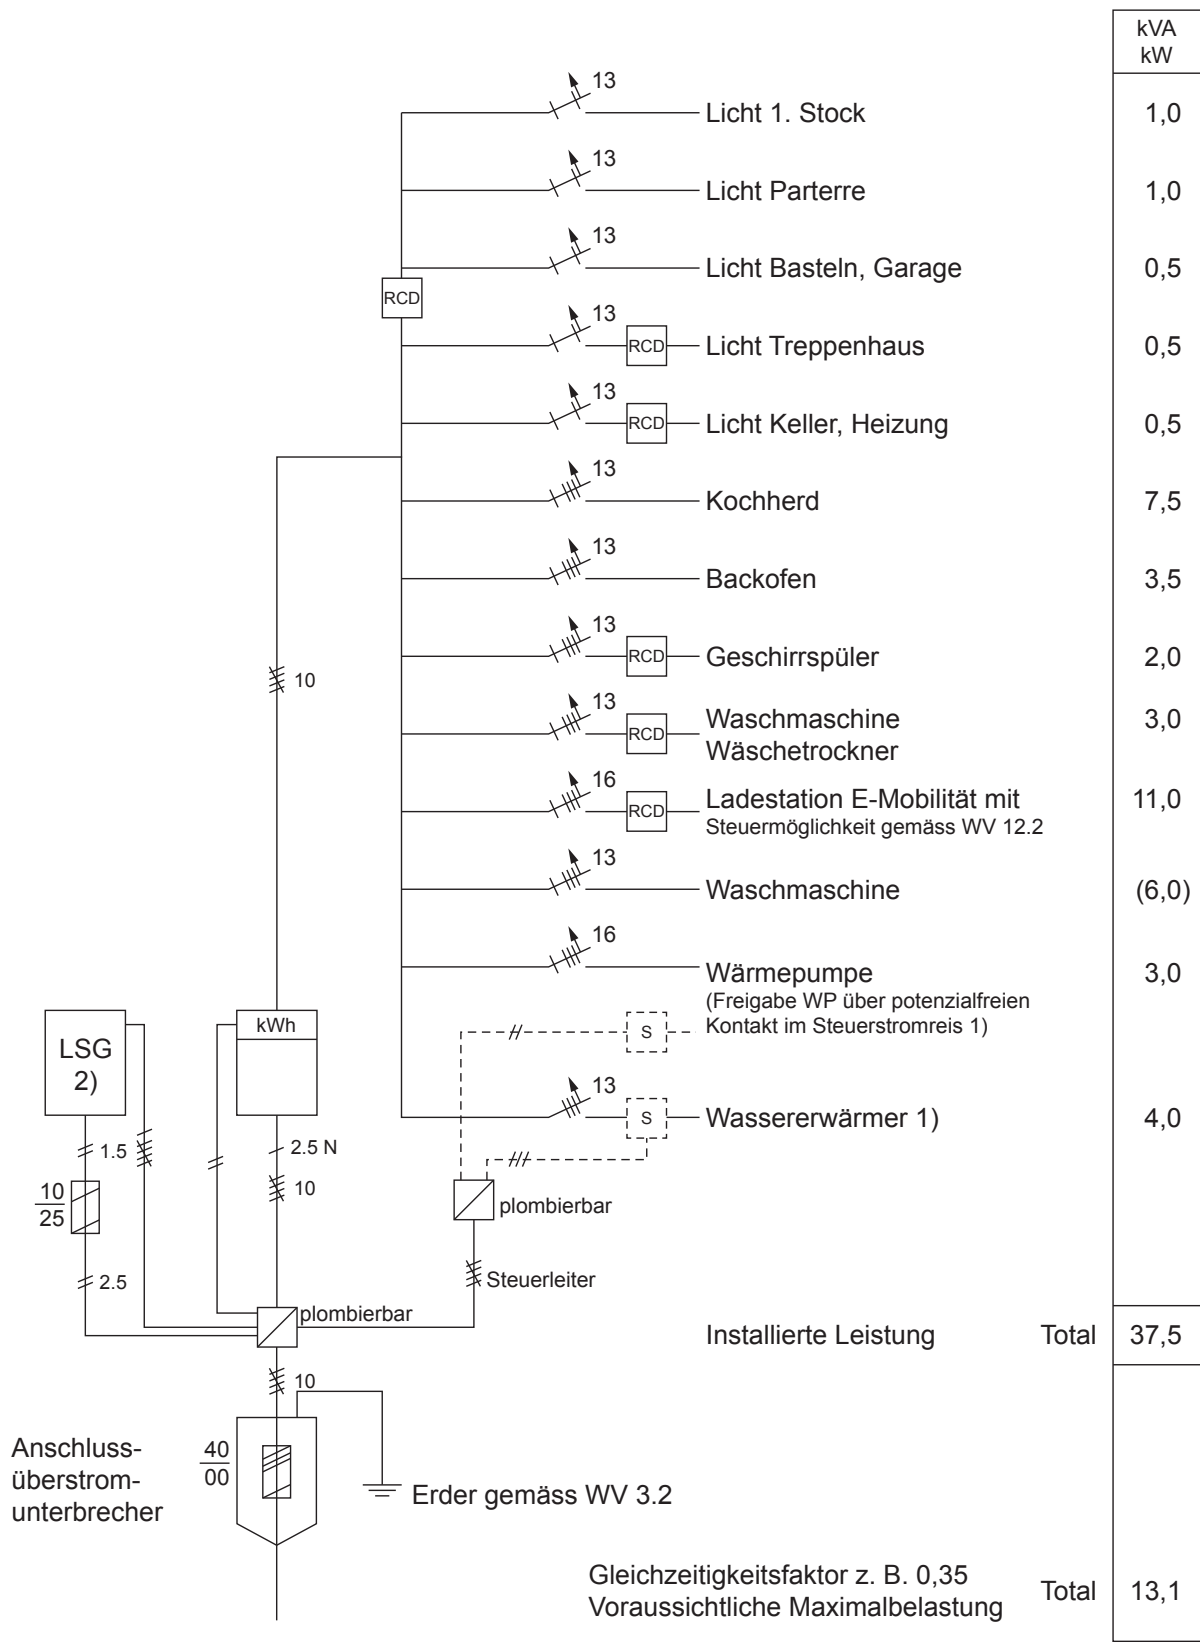 kVA
kW
13
Licht 1. Stock 1,0
13
Licht Parterre 1,0
13
Licht Basteln, Garage 0,5
RCD
13
RCD Licht Treppenhaus 0,5
13
RCD Licht Keller, Heizung 0,5
13
Kochherd 7,5
13
Backofen 3,5
13
RCD Geschirrspüler 2,0
10
13
RCD Waschmaschine 3,0
Wäschetrockner
16
RCD Ladestation E-Mobilität mit 11,0
Steuermöglichkeit gemäss WV 12.2
13
Waschmaschine (6,0)
16
Wärmepumpe 3,0
(Freigabe WP über potenzialfreien
Kontakt im Steuerstromreis 1)
S
LSG
2)
kWh
13
S Wassererwärmer 1) 4,0
1.5
2.5 N
10
10
25
plombierbar
2.5
Steuerleiter
plombierbar
Installierte Leistung Total 37,5
10
Anschluss-
überstrom-
unterbrecher
40
00
Erder gemäss WV 3.2
Gleichzeitigkeitsfaktor z. B. 0,35
Voraussichtliche Maximalbelastung Total 13,1